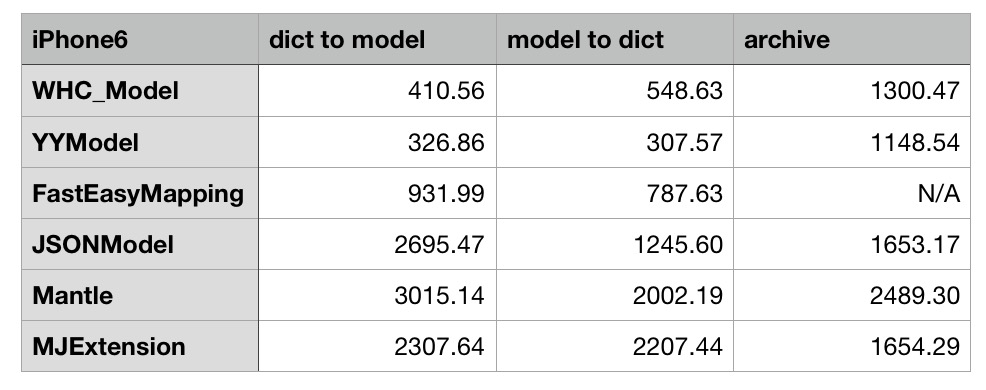 iPhone6 dict to model model to dict archive
WHC_Model 410.56 548.63 1300.47
YYModel 326.86 307.57 1148.54
FastEasyMapping 931.99 787.63 N/A
JSONModel 2695.47 1245.60 1653.17
Mantle 3015.14 2002.19 2489.30
MJExtension 2307.64 2207.44 1654.29